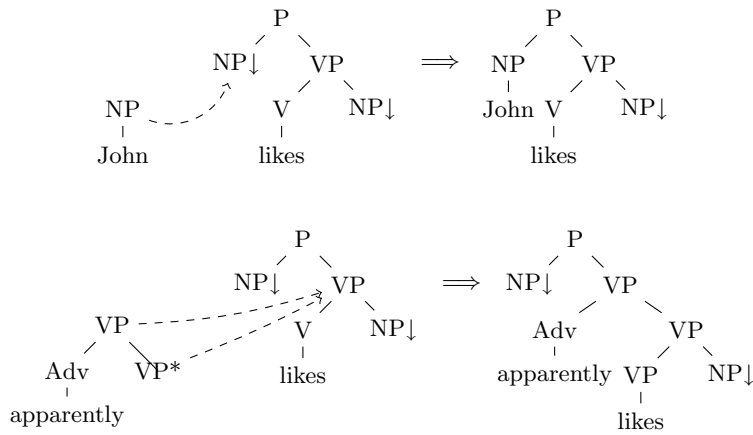 P P
NP↓ VP ⟹ NP VP
NP V NP↓ John V NP↓
John likes likes
P P
NP↓ VP ⟹ NP↓ VP
VP V NP↓ Adv VP
Adv VP* likes apparently VP NP↓
apparently likes